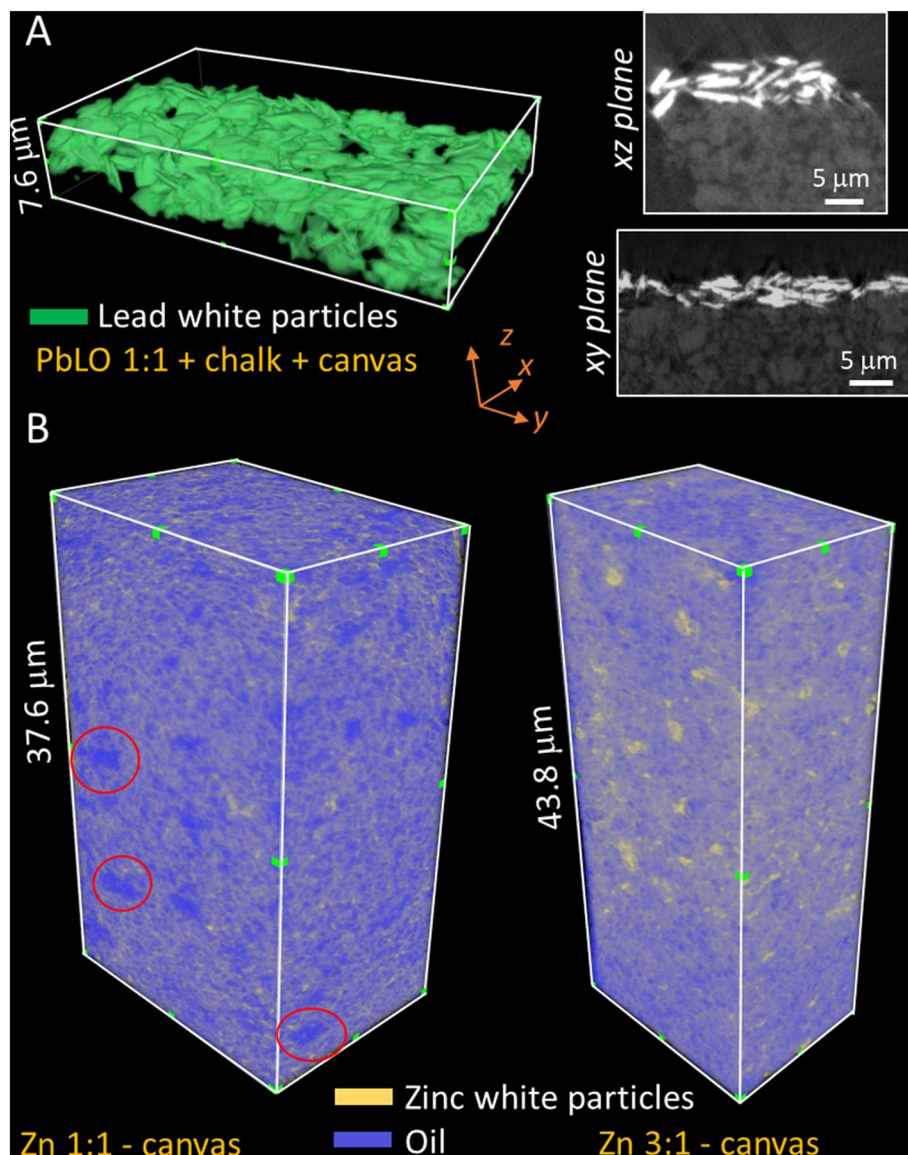 A
7.6 μm
xz plane
5 μm
xy plane
5 μm
Lead white particles
PbLO 1:1 + chalk + canvas
z
x
y
B
37.6 μm
43.8 μm
Zinc white particles
Oil
Zn 1:1 - canvas
Zn 3:1 - canvas